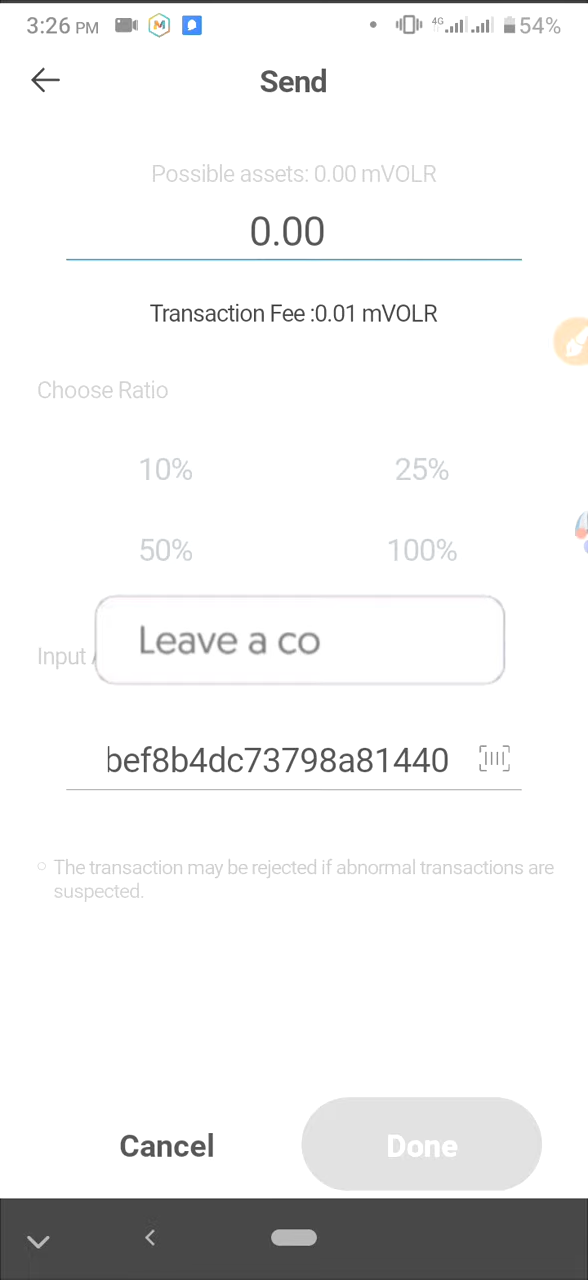 3:26 PM
4G
54%
Send
Possible assets: 0.00 mVOLR
0.00
Transaction Fee :0.01 mVOLR
Choose Ratio
10% 25%
50% 100%
Leave a co
Input
bef8b4dc73798a81440
The transaction may be rejected if abnormal transactions are
suspected.
Cancel Done